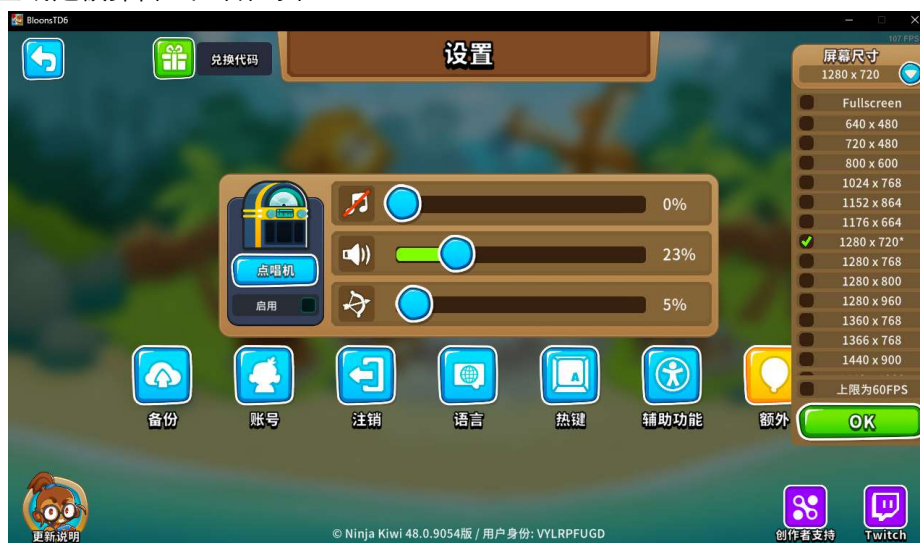 BloonsTD6
107 FPS
兑换代码
设置
屏幕尺寸
1280 x 720
Fullscreen
640 x 480
720 x 480
800 x 600
1024 x 768
1152 x 864
1176 x 664
1280 x 720*
1280 x 768
1280 x 800
1280 x 960
1360 x 768
1366 x 768
1440 x 900
上限为60FPS
OK
0%
23%
5%
点唱机
启用
备份
账号
注销
语言
A
热键
辅助功能
额外
更新说明
© Ninja Kiwi 48.0.9054版 / 用户身份: VYLRPFUGD
创作者支持
Twitch